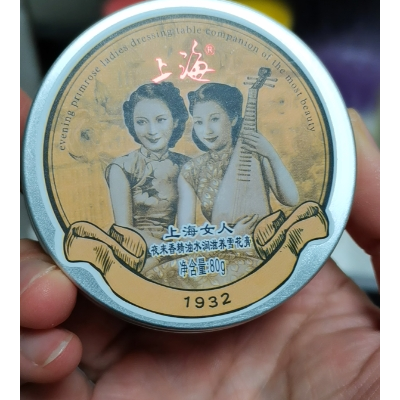 evening primrose ladies dressing table companion of the most beauty
上海®
上海女人
夜来香精油水润滋养雪花膏
净含量:80g
1932